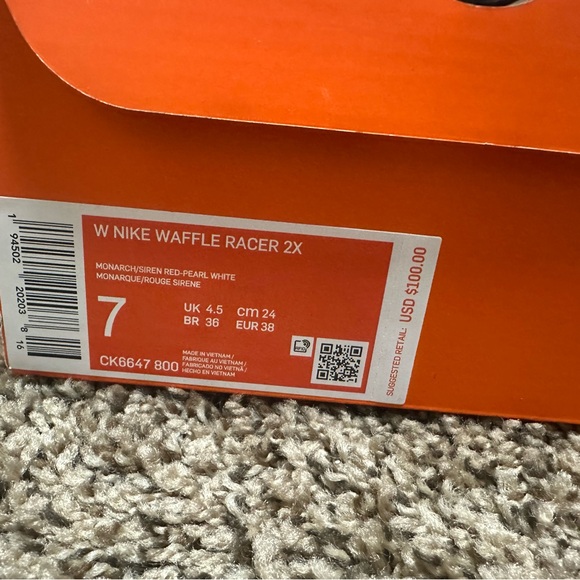 W NIKE WAFFLE RACER 2X
MONARCH/SIREN RED-PEARL WHITE
MONARQUE/ROUGE SIRENE
7
UK 4.5 cm 24
BR 36 EUR 38
CK6647 800
MADE IN VIETNAM /
FABRIQUE AU VIETNAM /
FABRICADO NO VIETNÃ /
HECHO EN VIETNAM
SUGGESTED RETAIL: USD $100.00
1 94502 20203 8 16